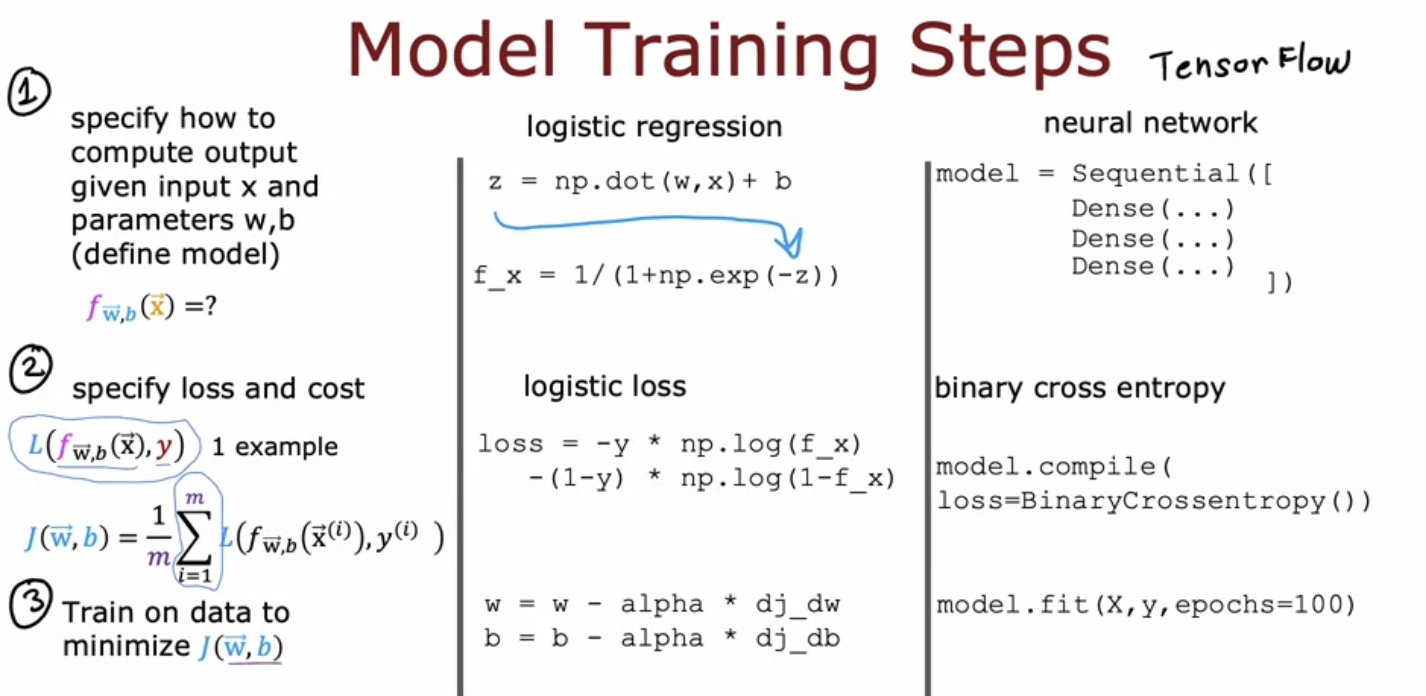 Model Training Steps TensorFlow
①
specify how to
compute output
given input x and
parameters w,b
(define model)
f_{\vec{w},b}(\vec{x}) =?
logistic regression
z = np.dot(w,x)+ b
f_x = 1/(1+np.exp(-z))
neural network
model = Sequential([
Dense(...)
Dense(...)
Dense(...)
])
②
specify loss and cost
L(f_{\vec{w},b}(\vec{x}), y) 1 example
J(\vec{w}, b) = \frac{1}{m} \sum_{i=1}^{m} L(f_{\vec{w},b}(\vec{x}^{(i)}), y^{(i)} )
logistic loss
loss = -y * np.log(f_x)
-(1-y) * np.log(1-f_x)
binary cross entropy
model.compile(
loss=BinaryCrossentropy())
③
Train on data to
minimize J(\vec{w}, b)
w = w - alpha * dj_dw
b = b - alpha * dj_db
model.fit(X,y,epochs=100)